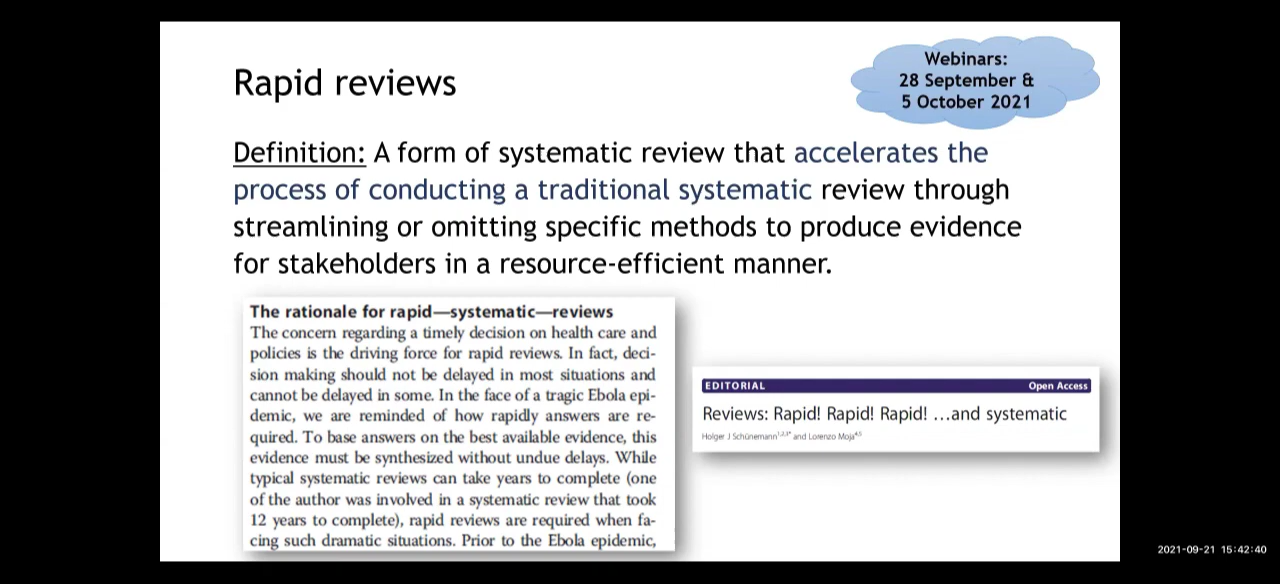 Rapid reviews
Webinars:
28 September &
5 October 2021
Definition: A form of systematic review that accelerates the
process of conducting a traditional systematic review through
streamlining or omitting specific methods to produce evidence
for stakeholders in a resource-efficient manner.
The rationale for rapid—systematic—reviews
The concern regarding a timely decision on health care and
policies is the driving force for rapid reviews. In fact, deci-
sion making should not be delayed in most situations and
cannot be delayed in some. In the face of a tragic Ebola epi-
demic, we are reminded of how rapidly answers are re-
quired. To base answers on the best available evidence, this
evidence must be synthesized without undue delays. While
typical systematic reviews can take years to complete (one
of the author was involved in a systematic review that took
12 years to complete), rapid reviews are required when fa-
cing such dramatic situations. Prior to the Ebola epidemic,
EDITORIAL Open Access
Reviews: Rapid! Rapid! Rapid! …and systematic
Holger J Schünemann1,2,3* and Lorenzo Moja4,5
2021-09-21 15:42:40